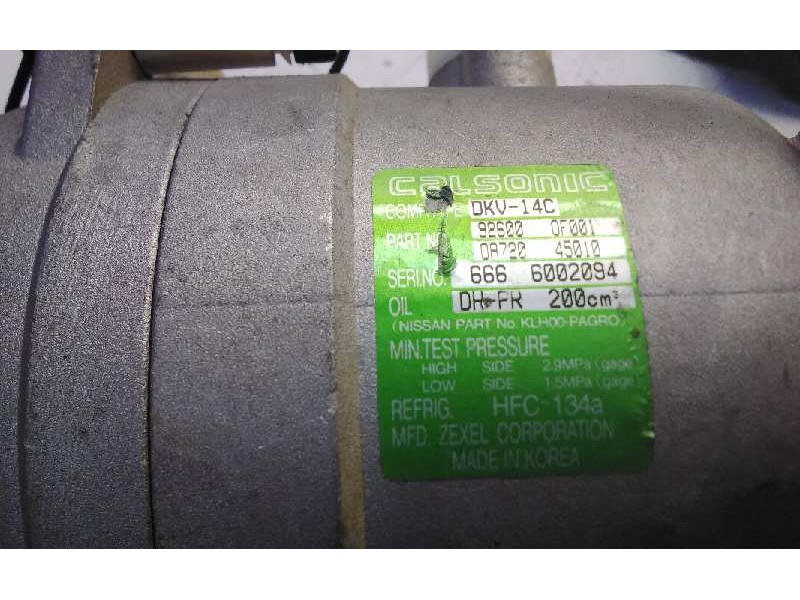 CALSONIC
COMP. TYPE DKV-14C
PART NO. 92600 0F001
0A720 45010
SERI.NO. 666 6002094
OIL DH-PR 200cm³
(NISSAN PART No. KLH00-PAGR0)
MIN.TEST PRESSURE
HIGH SIDE 2.9MPa (gage)
LOW SIDE 1.5MPa (gage)
REFRIG. HFC-134a
MFD. ZEXEL CORPORATION
MADE IN KOREA